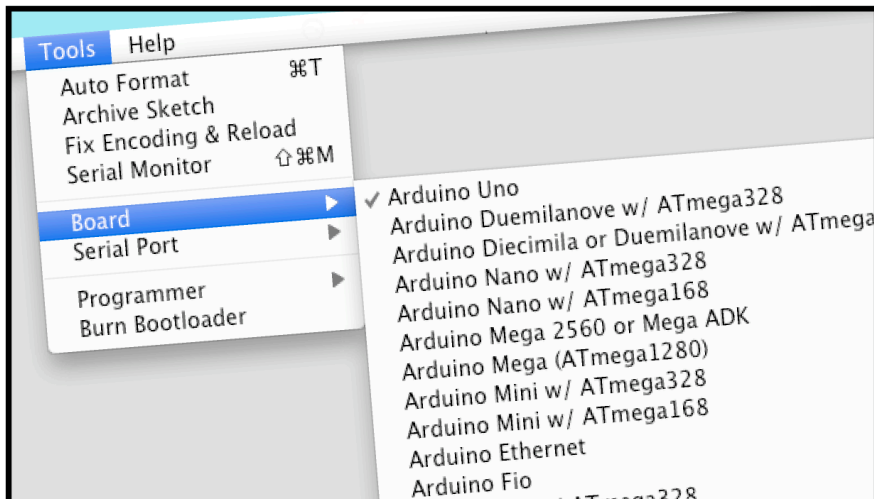 Tools Help
Auto Format ⌘T
Archive Sketch
Fix Encoding & Reload
Serial Monitor ⇧⌘M
Board
Serial Port
Programmer
Burn Bootloader
✓ Arduino Uno
Arduino Duemilanove w/ ATmega328
Arduino Diecimila or Duemilanove w/ ATmega
Arduino Nano w/ ATmega328
Arduino Nano w/ ATmega168
Arduino Mega 2560 or Mega ADK
Arduino Mega (ATmega1280)
Arduino Mini w/ ATmega328
Arduino Mini w/ ATmega168
Arduino Ethernet
Arduino Fio